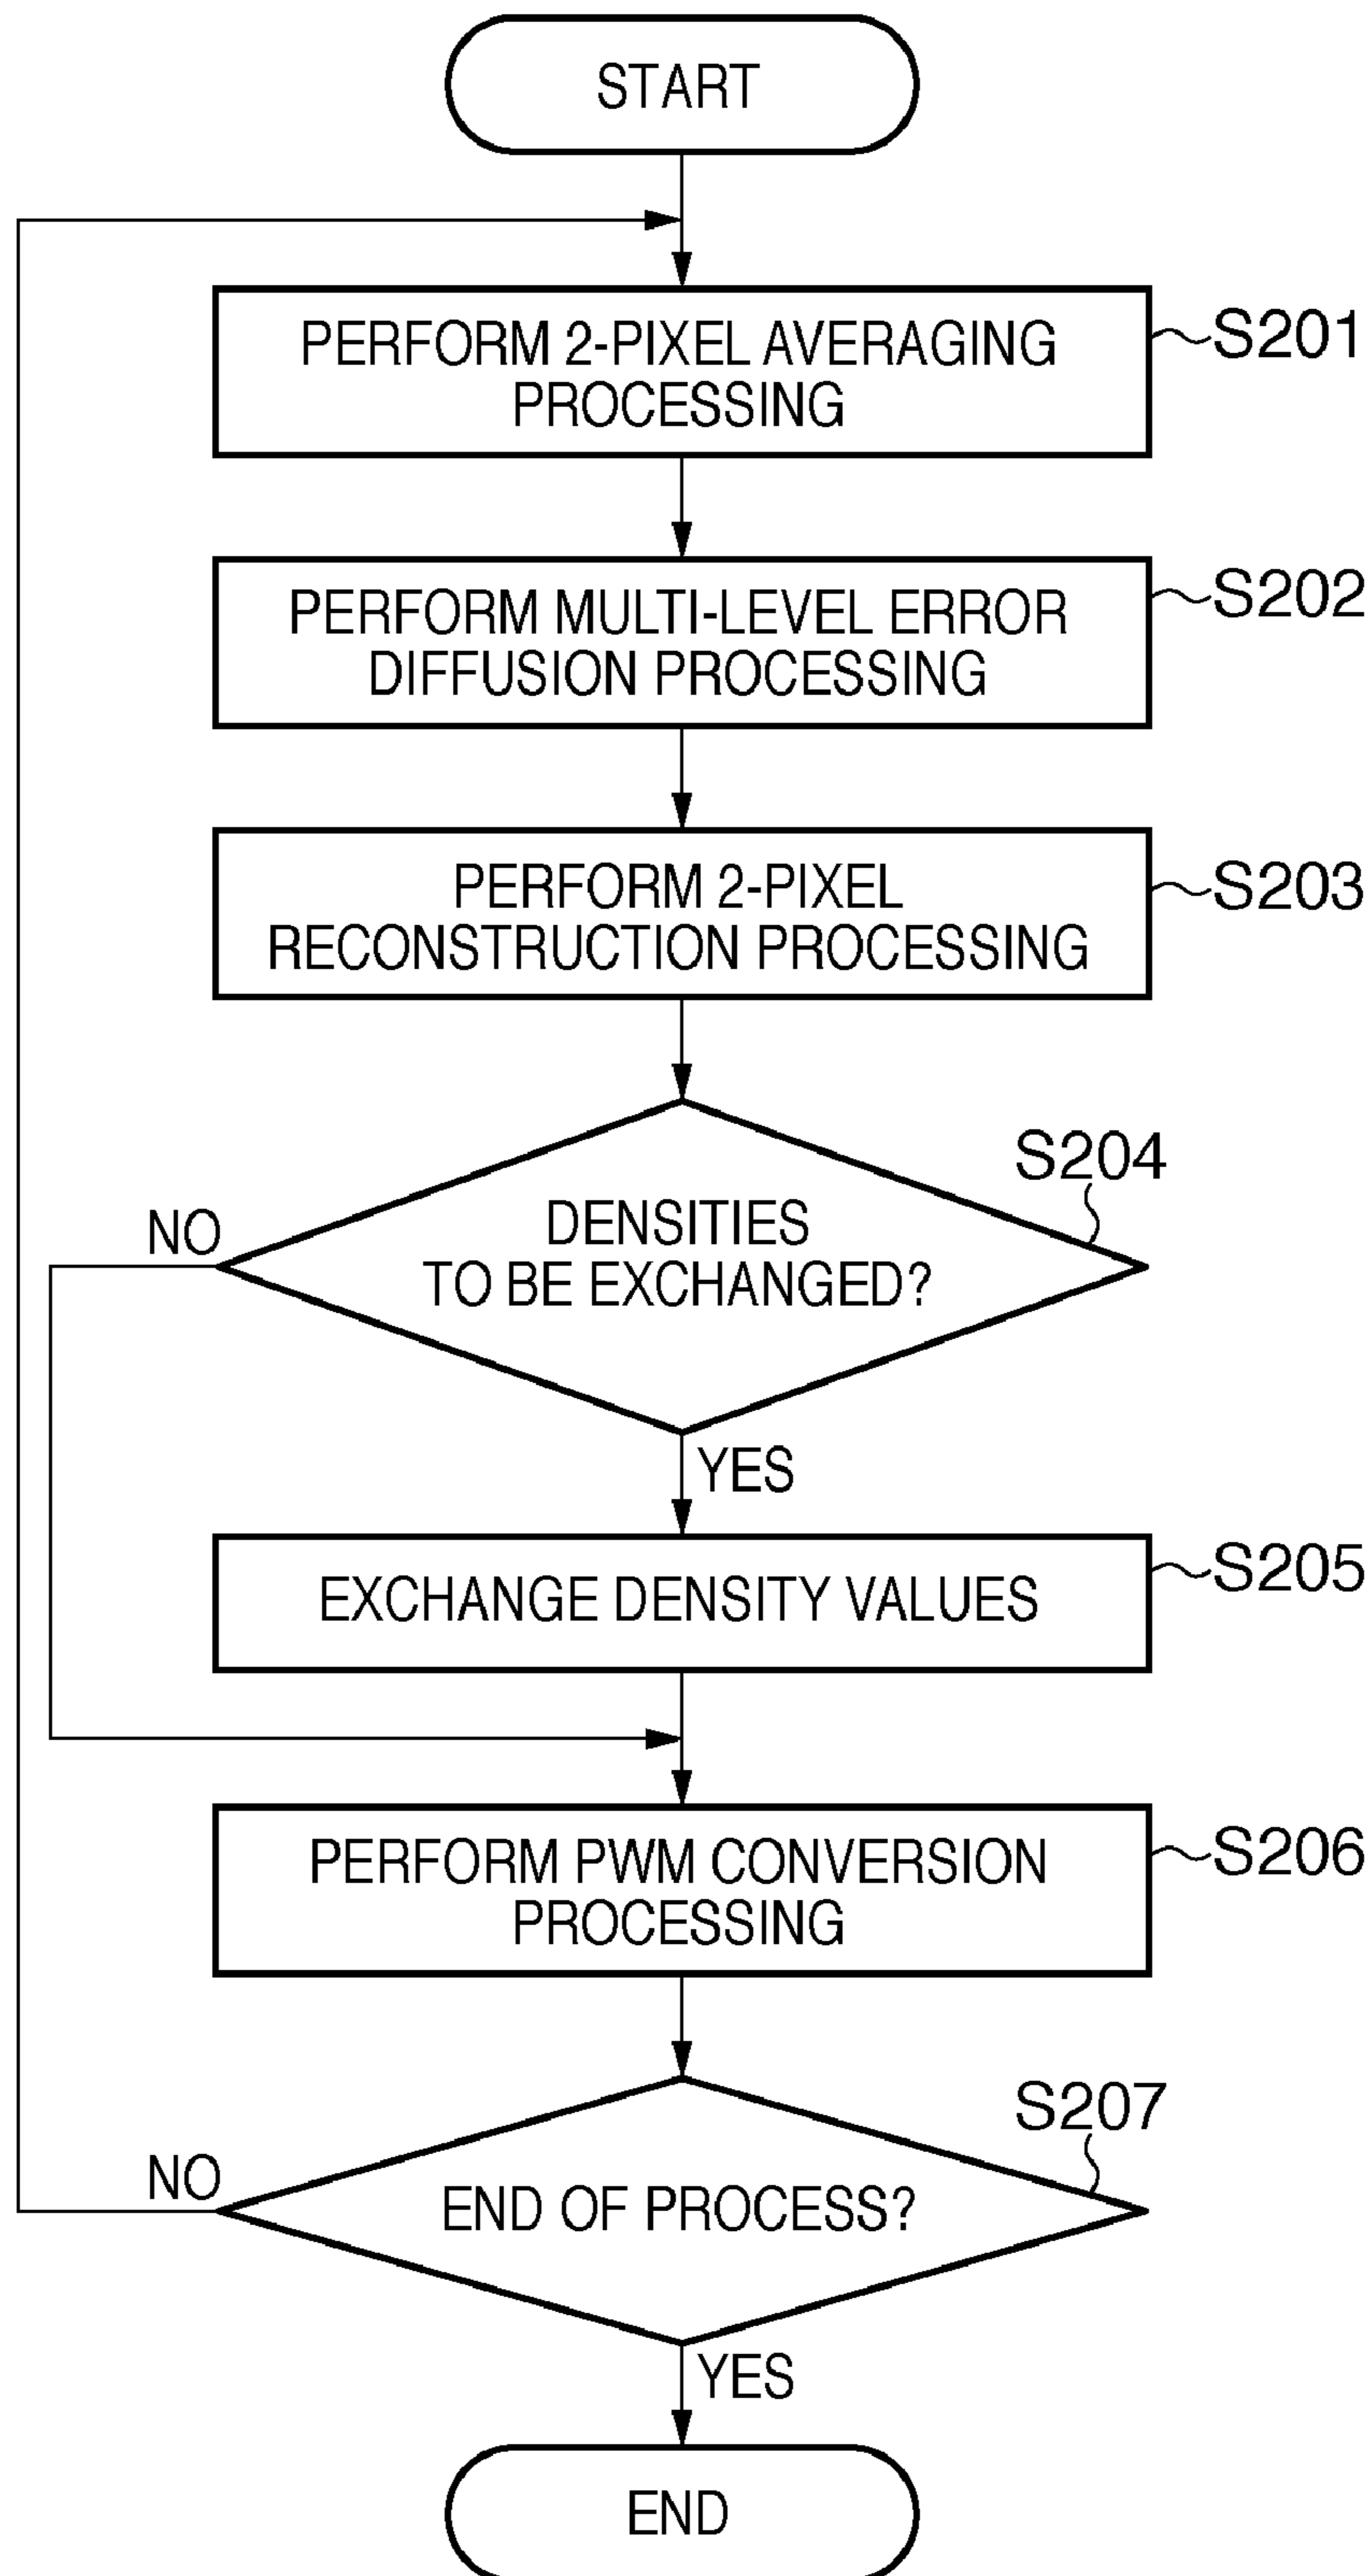 START
PERFORM 2-PIXEL AVERAGING
PROCESSING
S201
PERFORM MULTI-LEVEL ERROR
DIFFUSION PROCESSING
S202
PERFORM 2-PIXEL
RECONSTRUCTION PROCESSING
S203
S204
DENSITIES
TO BE EXCHANGED?
NO
YES
EXCHANGE DENSITY VALUES
S205
PERFORM PWM CONVERSION
PROCESSING
S206
S207
END OF PROCESS?
NO
YES
END